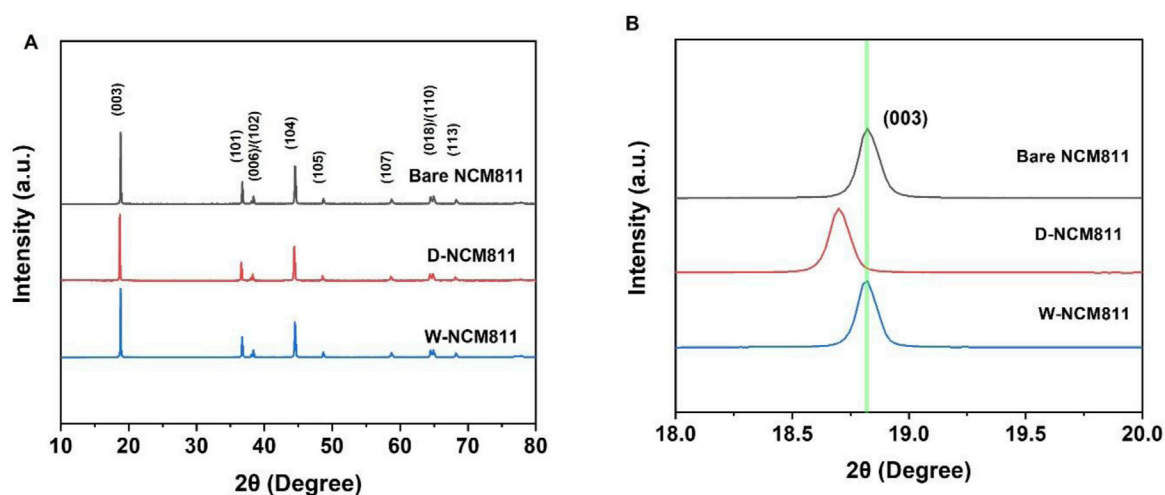 A
(003)
(101)
(006)/(102)
(104)
(105)
(107)
(018)/(110)
(113)
Bare NCM811
D-NCM811
W-NCM811
Intensity (a.u.)
10 20 30 40 50 60 70 80
2θ (Degree)
B
(003)
Bare NCM811
D-NCM811
W-NCM811
Intensity (a.u.)
18.0 18.5 19.0 19.5 20.0
2θ (Degree)